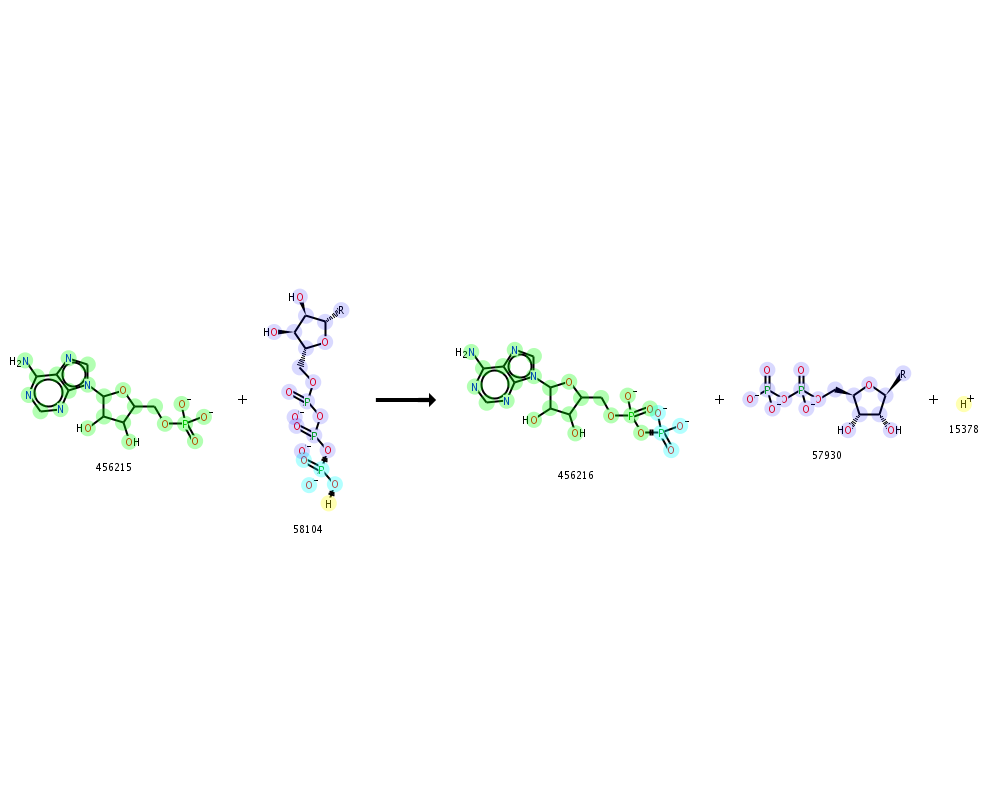 H₂N N N N N O HO OH O P O⁻ O⁻ O
456215
+
HO R HO O O O P O O⁻ O P O⁻ O O P O⁻ O H
58104
H₂N N N N N O HO OH O P O⁻ O O P O⁻ O⁻ O
456216
+
O O O⁻ P O P O O⁻ O⁻ O R HO OH
57930
+
H⁺
15378